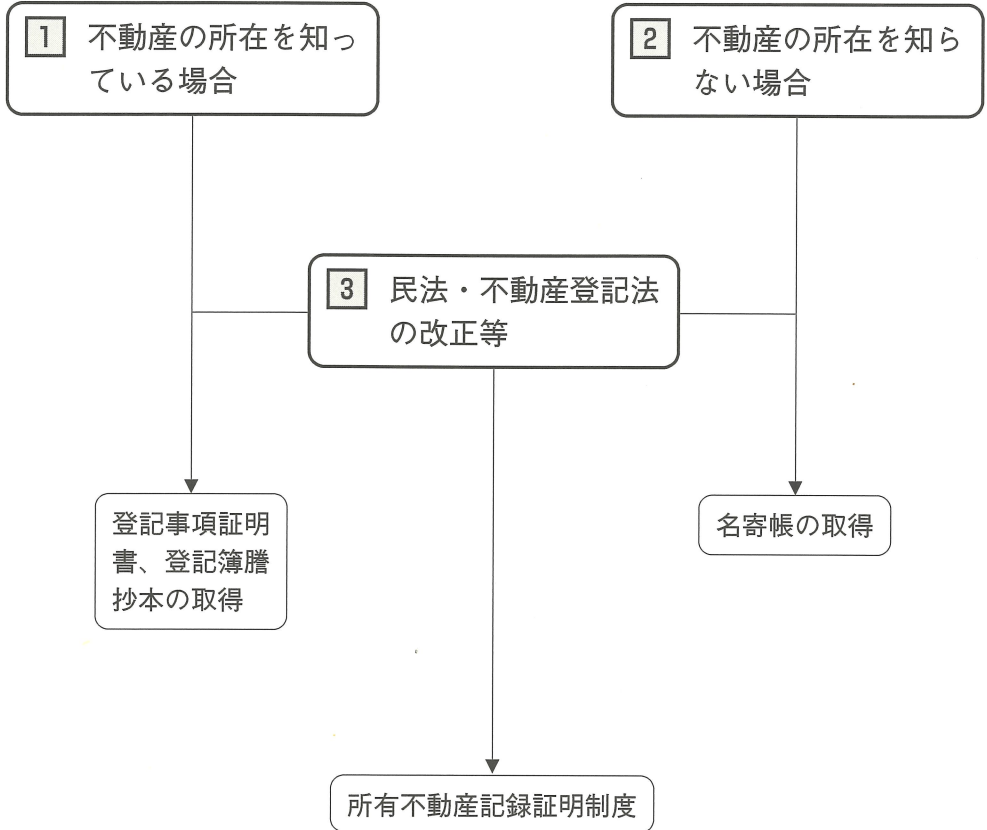 1 不動産の所在を知っ
ている場合
2 不動産の所在を知ら
ない場合
3 民法・不動産登記法
の改正等
登記事項証明
書、登記簿謄
抄本の取得
名寄帳の取得
所有不動産記録証明制度